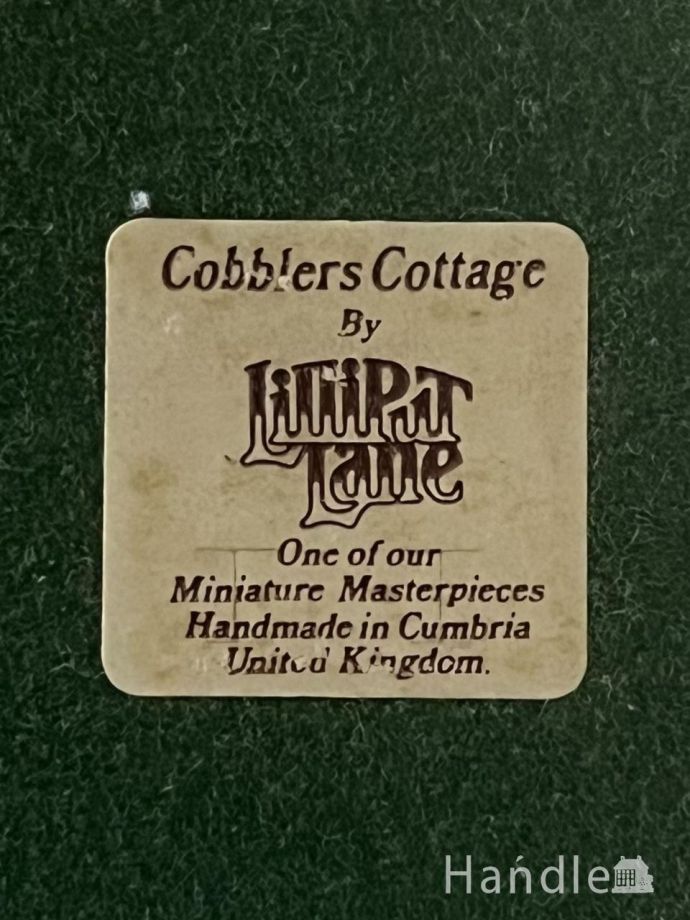 Cobblers Cottage
By
LilliPuT
Lane
One of our
Miniature Masterpieces
Handmade in Cumbria
United Kingdom.
Handle